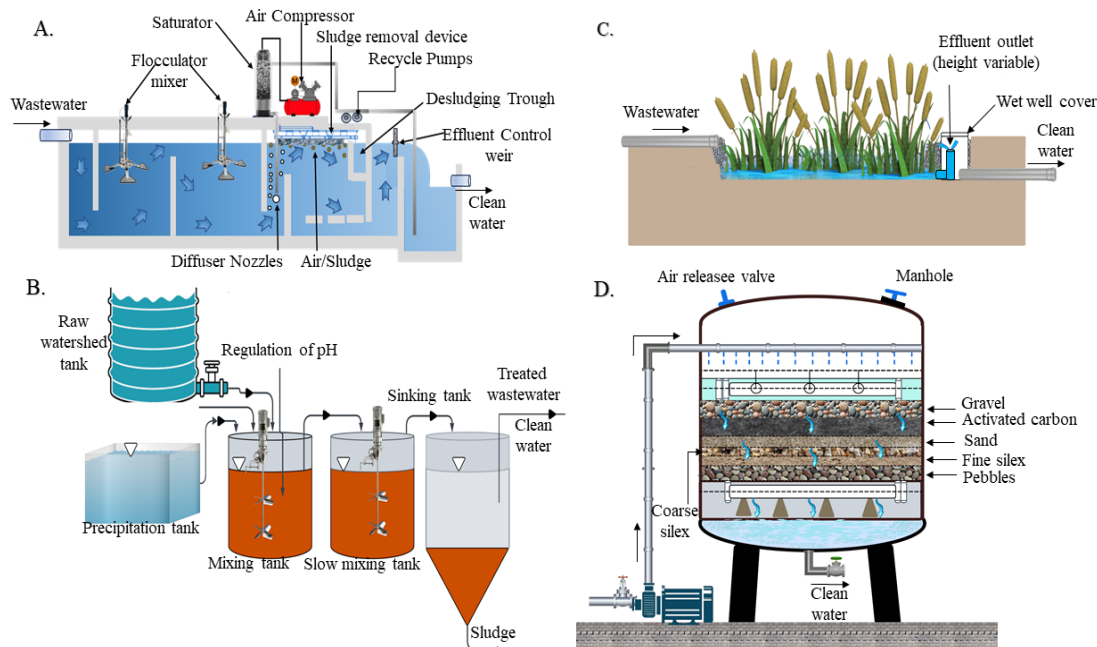 A.
Saturator
Air Compressor
Sludge removal device
Recycle Pumps
Flocculator
mixer
Desludging Trough
Wastewater
Effluent Control
weir
M
Clean
water
Diffuser Nozzles
Air/Sludge
C.
Effluent outlet
(height variable)
Wastewater
Wet well cover
Clean
water
B.
Raw
watershed
tank
Regulation of pH
Sinking tank
Treated
wastewater
Clean
water
Precipitation tank
Mixing tank
Slow mixing tank
Sludge
D.
Air releasee valve
Manhole
Gravel
Activated carbon
Sand
Fine silex
Pebbles
Coarse
silex
Clean
water